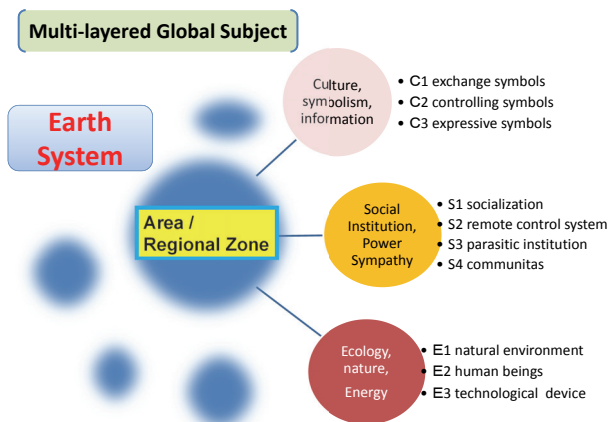 Multi-layered Global Subject
Earth
System
Culture,
symbolism,
information
• C1 exchange symbols
• C2 controlling symbols
• C3 expressive symbols
Area /
Regional Zone
Social
Institution,
Power
Sympathy
• S1 socialization
• S2 remote control system
• S3 parasitic institution
• S4 communitas
Ecology,
nature,
Energy
• E1 natural environment
• E2 human beings
• E3 technological device